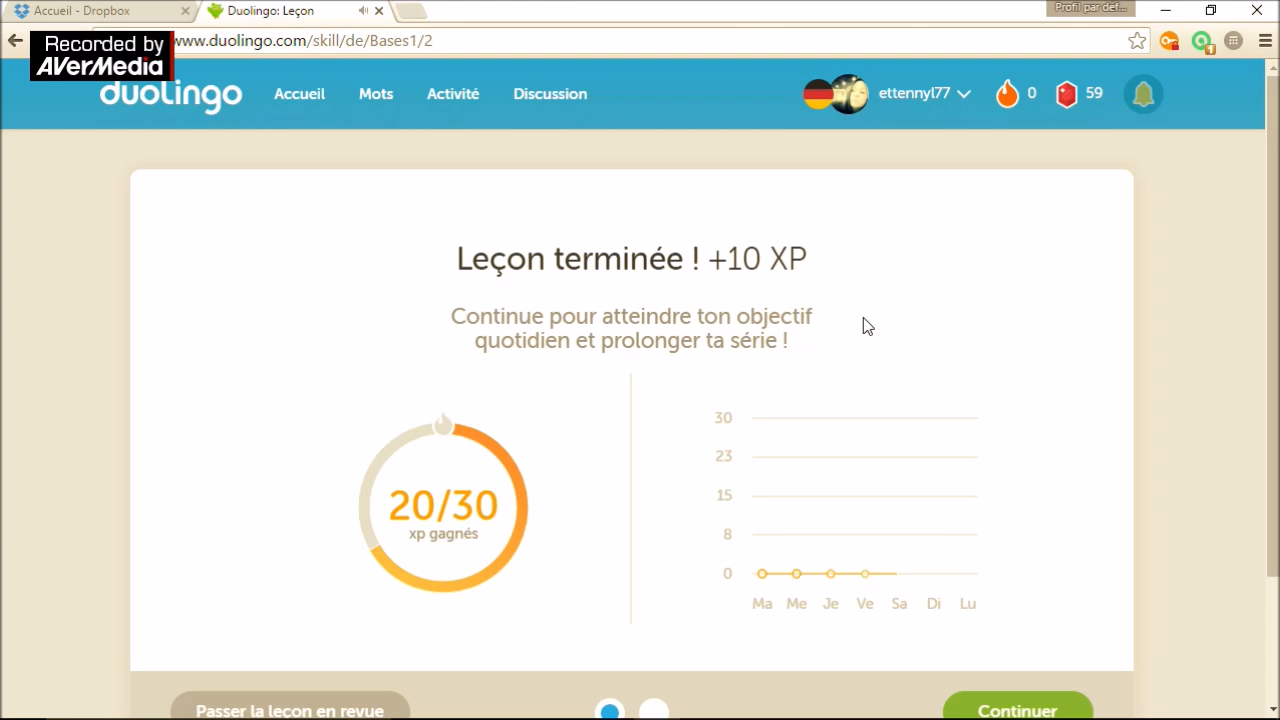 Accueil - Dropbox
Duolingo: Leçon
Profil par déf...
www.duolingo.com/skill/de/Bases1/2
Recorded by
AVerMedia
duolingo
Accueil
Mots
Activité
Discussion
ettennyl77
0
59
1
Leçon terminée ! +10 XP
Continue pour atteindre ton objectif
quotidien et prolonger ta série !
20/30
xp gagnés
30
23
15
8
0
Ma Me Je Ve Sa Di Lu
Passer la leçon en revue
Continuer